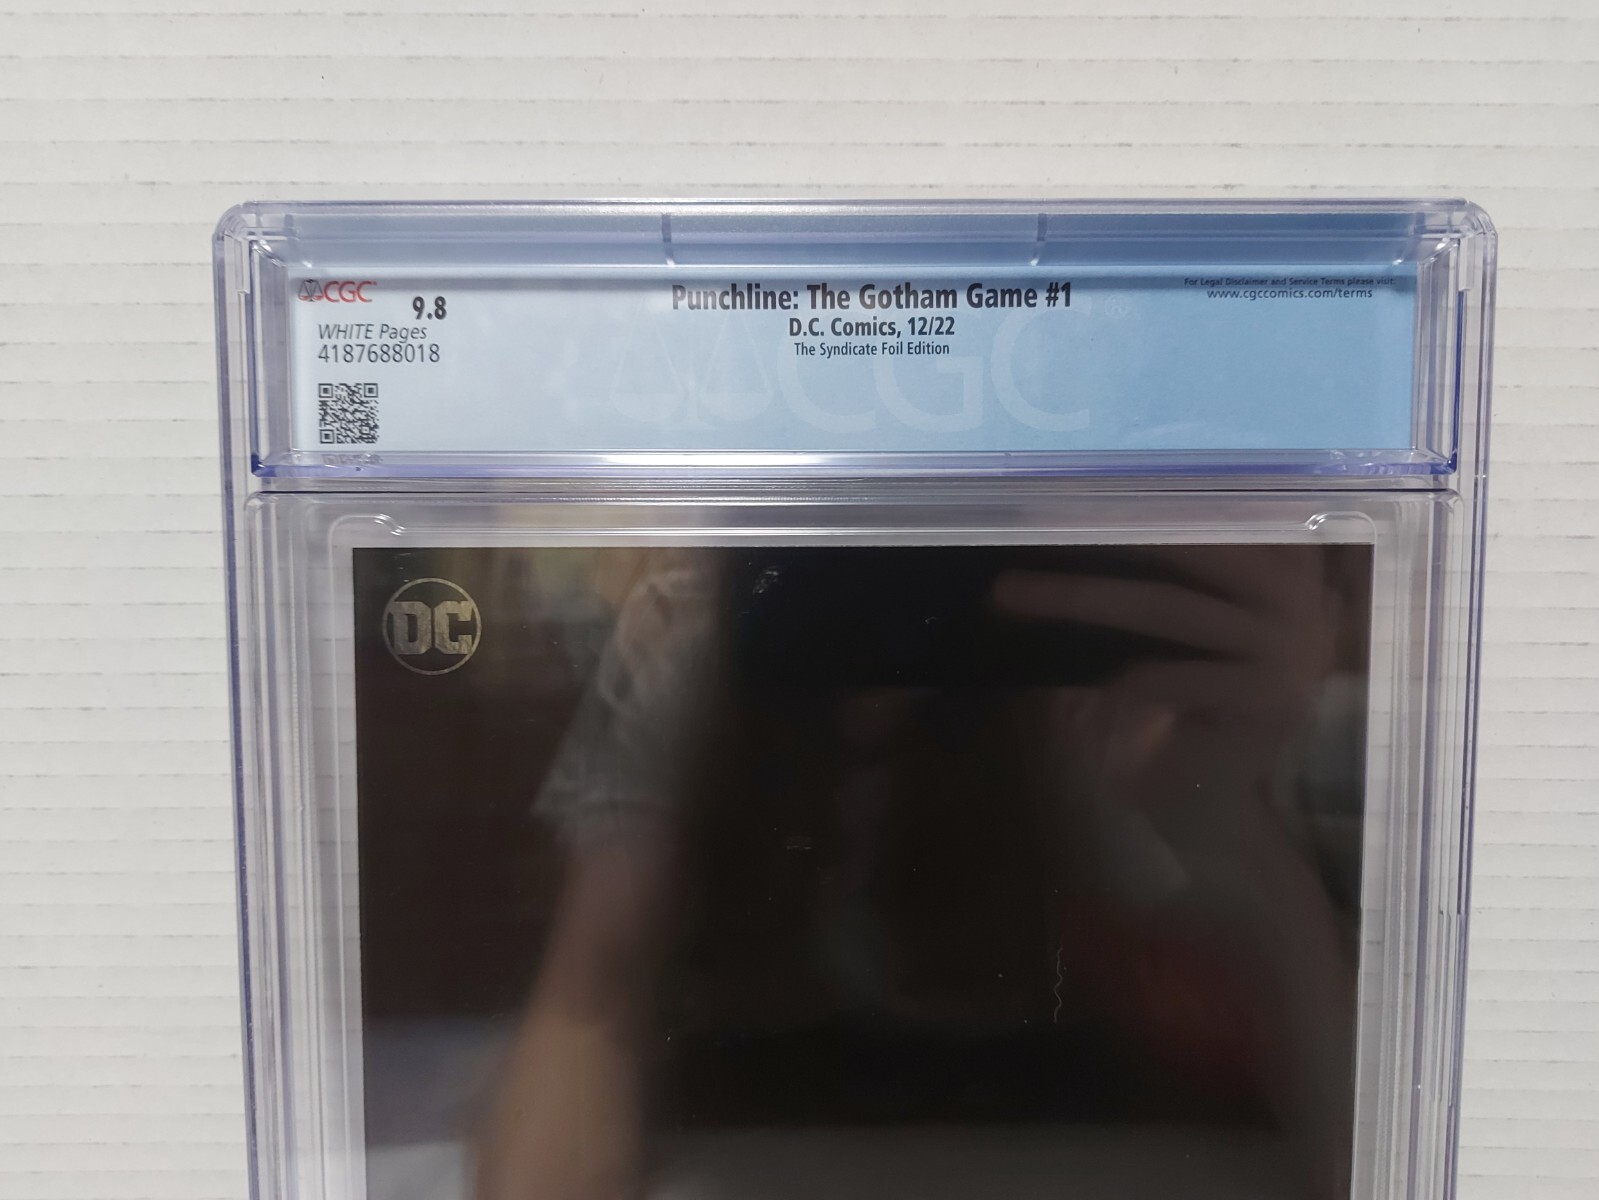 CGC
9.8
WHITE Pages
4187688018
Punchline: The Gotham Game #1
D.C. Comics, 12/22
The Syndicate Foil Edition
For Legal Disclaimer and Service Terms please visit:
www.cgccomics.com/terms
CGC®
DC